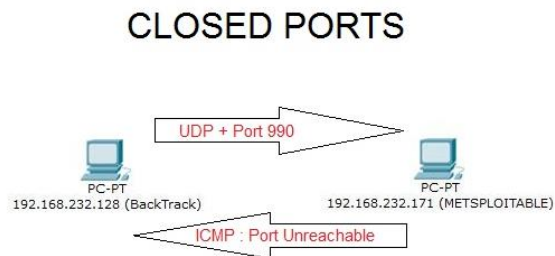 CLOSED PORTS
UDP + Port 990
PC-PT
192.168.232.128 (BackTrack)
PC-PT
192.168.232.171 (METSPLOITABLE)
ICMP : Port Unreachable